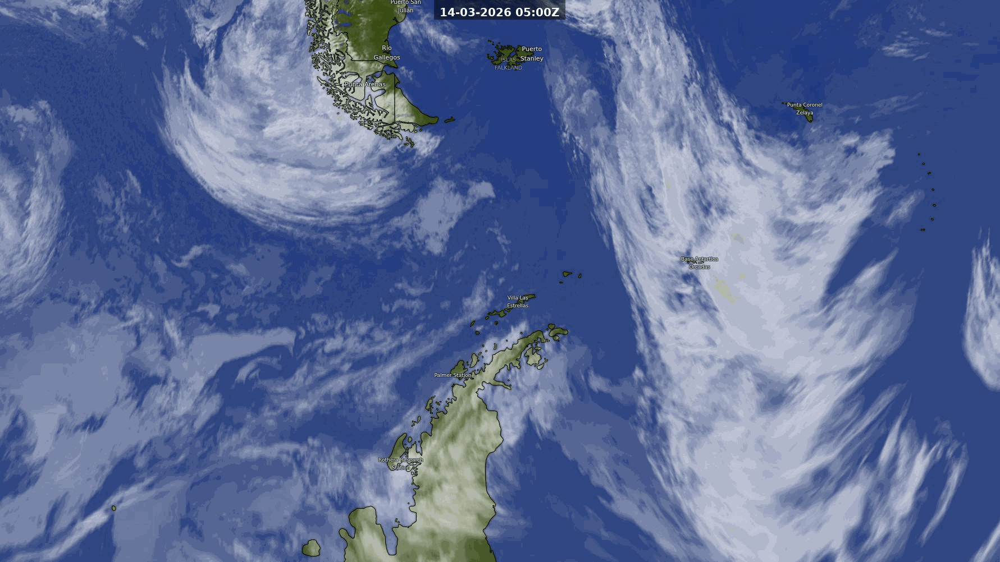 Puerto San
Julián
14-03-2026 05:00Z
Río
Gallegos
Puerto
Stanley
ISLAS
FALKLAND
Punta Arenas
Punta Coronel
Zelaya
Base Antartica
Orcadas
Villa Las
Estrellas
Palmer Station
Rothera Research
Station